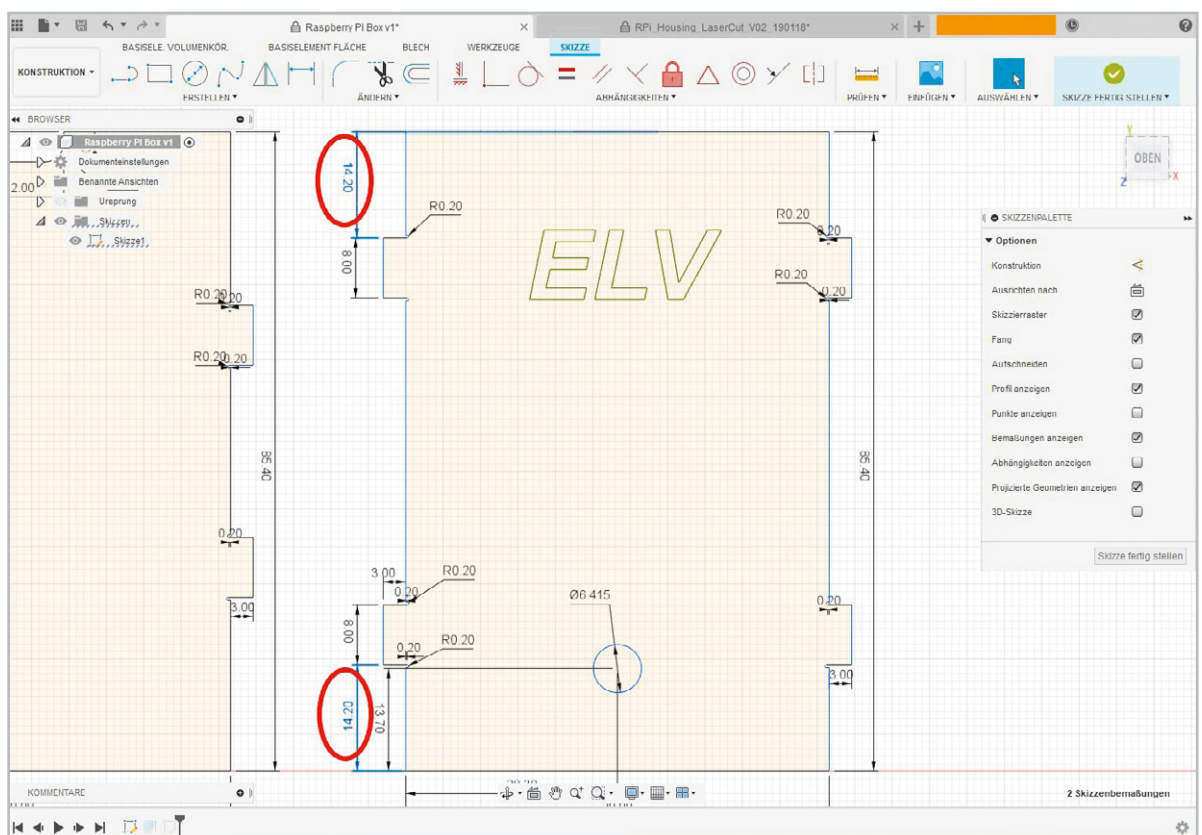 Raspberry PI Box v1*
RPi_Housing_LaserCut_V02_190118*
BASISELE. VOLUMENKÖR.
BASISELEMENT FLÄCHE
BLECH
WERKZEUGE
SKIZZE
KONSTRUKTION
ERSTELLEN
ÄNDERN
ABHÄNGIGKEITEN
PRÜFEN
EINFÜGEN
AUSWÄHLEN
SKIZZE FERTIG STELLEN
BROWSER
Raspberry PI Box v1
Dokumenteinstellungen
2.00
Benannte Ansichten
Ursprung
Skizzen
Skizze1
14.20
R0.20
8.00
ELV
R0.20
0.20
R0.20
0.20
R0.20
0.20
R0.20
0.20
85.40
85.40
0.20
3.00
3.00
0.20
R0.20
8.00
0.20
R0.20
Ø6.415
0.20
3.00
14.20
13.70
OBEN
Y
Z
X
SKIZZENPALETTE
Optionen
Konstruktion
Ausrichten nach
Skizzierraster
Fang
Aufschneiden
Profil anzeigen
Punkte anzeigen
Bemaßungen anzeigen
Abhängigkeiten anzeigen
Projizierte Geometrien anzeigen
3D-Skizze
Skizze fertig stellen
KOMMENTARE
2 Skizzenbemaßungen